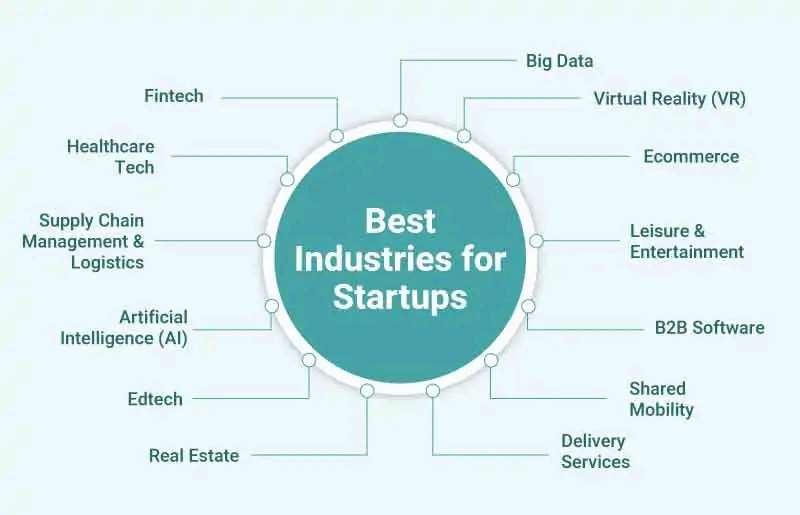 Best
Industries for
Startups
Big Data
Virtual Reality (VR)
Ecommerce
Leisure &
Entertainment
B2B Software
Shared
Mobility
Delivery
Services
Real Estate
Edtech
Artificial
Intelligence (AI)
Supply Chain
Management &
Logistics
Healthcare
Tech
Fintech